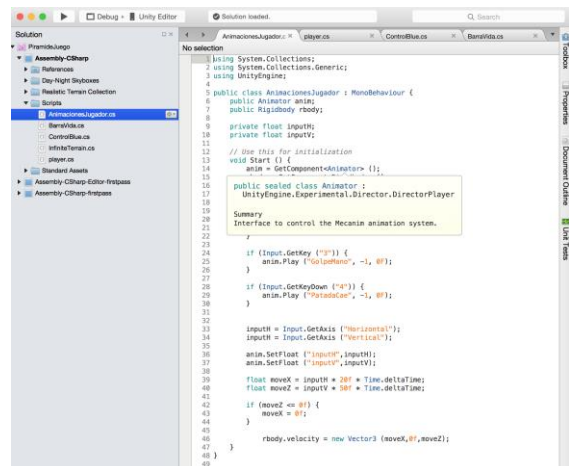 Debug
Unity Editor
Solution loaded.
Search
Solution
PiramideJuego
Assembly-CSharp
References
Day-Night Skyboxes
Realistic Terrain Collection
Scripts
AnimacionesJugador.cs
BarraVida.cs
ControlBlue.cs
InfiniteTerrain.cs
player.cs
Standard Assets
Assembly-CSharp-Editor-firstpass
Assembly-CSharp-firstpass
AnimacionesJugador.c
player.cs
ControlBlue.cs
BarraVida.cs
No selection
1 using System.Collections;
2 using System.Collections.Generic;
3 using UnityEngine;
4
5 public class AnimacionesJugador : MonoBehaviour {
6 public Animator anim;
7 public Rigidbody rbody;
8
9 private float inputH;
10 private float inputV;
11
12 // Use this for initialization
13 void Start () {
14 anim = GetComponent<Animator> ();
15
16
17
18
19
20
21
public sealed class Animator :
UnityEngine.Experimental.Director.DirectorPlayer
Summary
Interface to control the Mecanim animation system.
22 }
23
24 if (Input.GetKey ("3")) {
25 anim.Play ("GolpeMano", -1, 0f);
26 }
27
28 if (Input.GetKeyDown ("4")) {
29 anim.Play ("PatadaCae", -1, 0f);
30 }
31
32
33 inputH = Input.GetAxis ("Horizontal");
34 inputH = Input.GetAxis ("Vertical");
35
36 anim.SetFloat ("inputH",inputH);
37 anim.SetFloat ("inputV",inputV);
38
39 float moveX = inputH * 20f * Time.deltaTime;
40 float moveZ = inputV * 50f * Time.deltaTime;
41
42 if (moveZ <= 0f) {
43 moveX = 0f;
44 }
45
46 rbody.velocity = new Vector3 (moveX,0f,moveZ);
47 }
48 }
49
Toolbox
Properties
Document Outline
Unit Tests